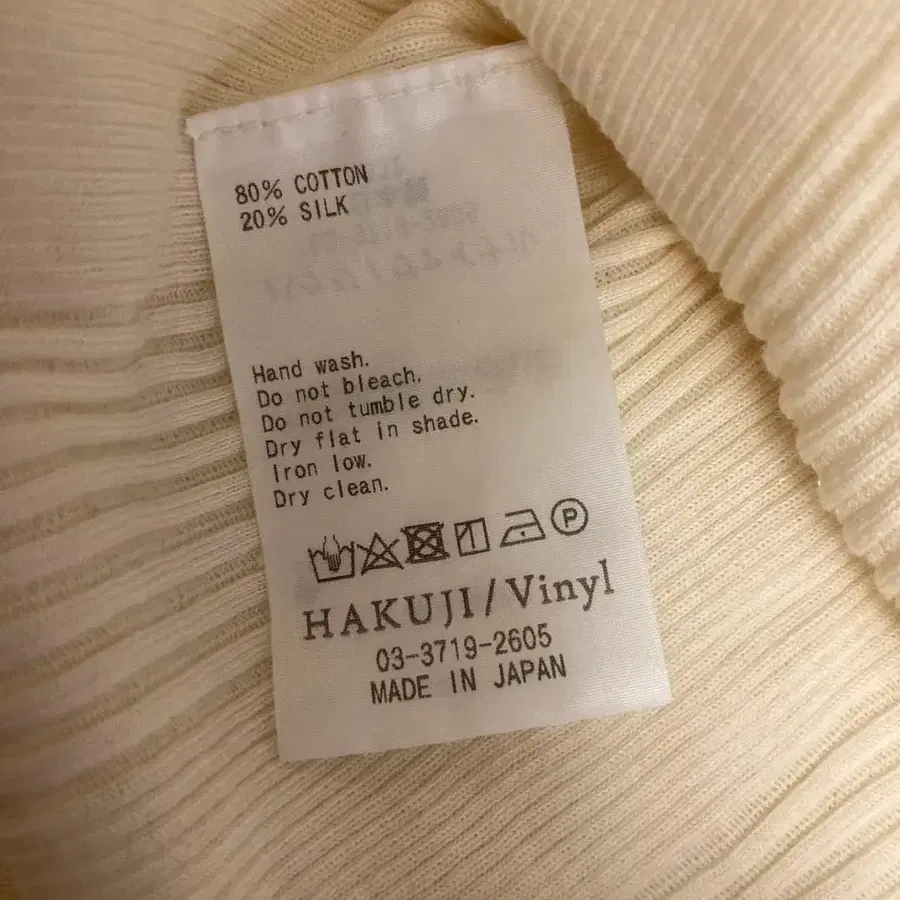 80% COTTON
20% SILK
Hand wash.
Do not bleach.
Do not tumble dry.
Dry flat in shade.
Iron low.
Dry clean.
P
HAKUJI/Vinyl
03-3719-2605
MADE IN JAPAN